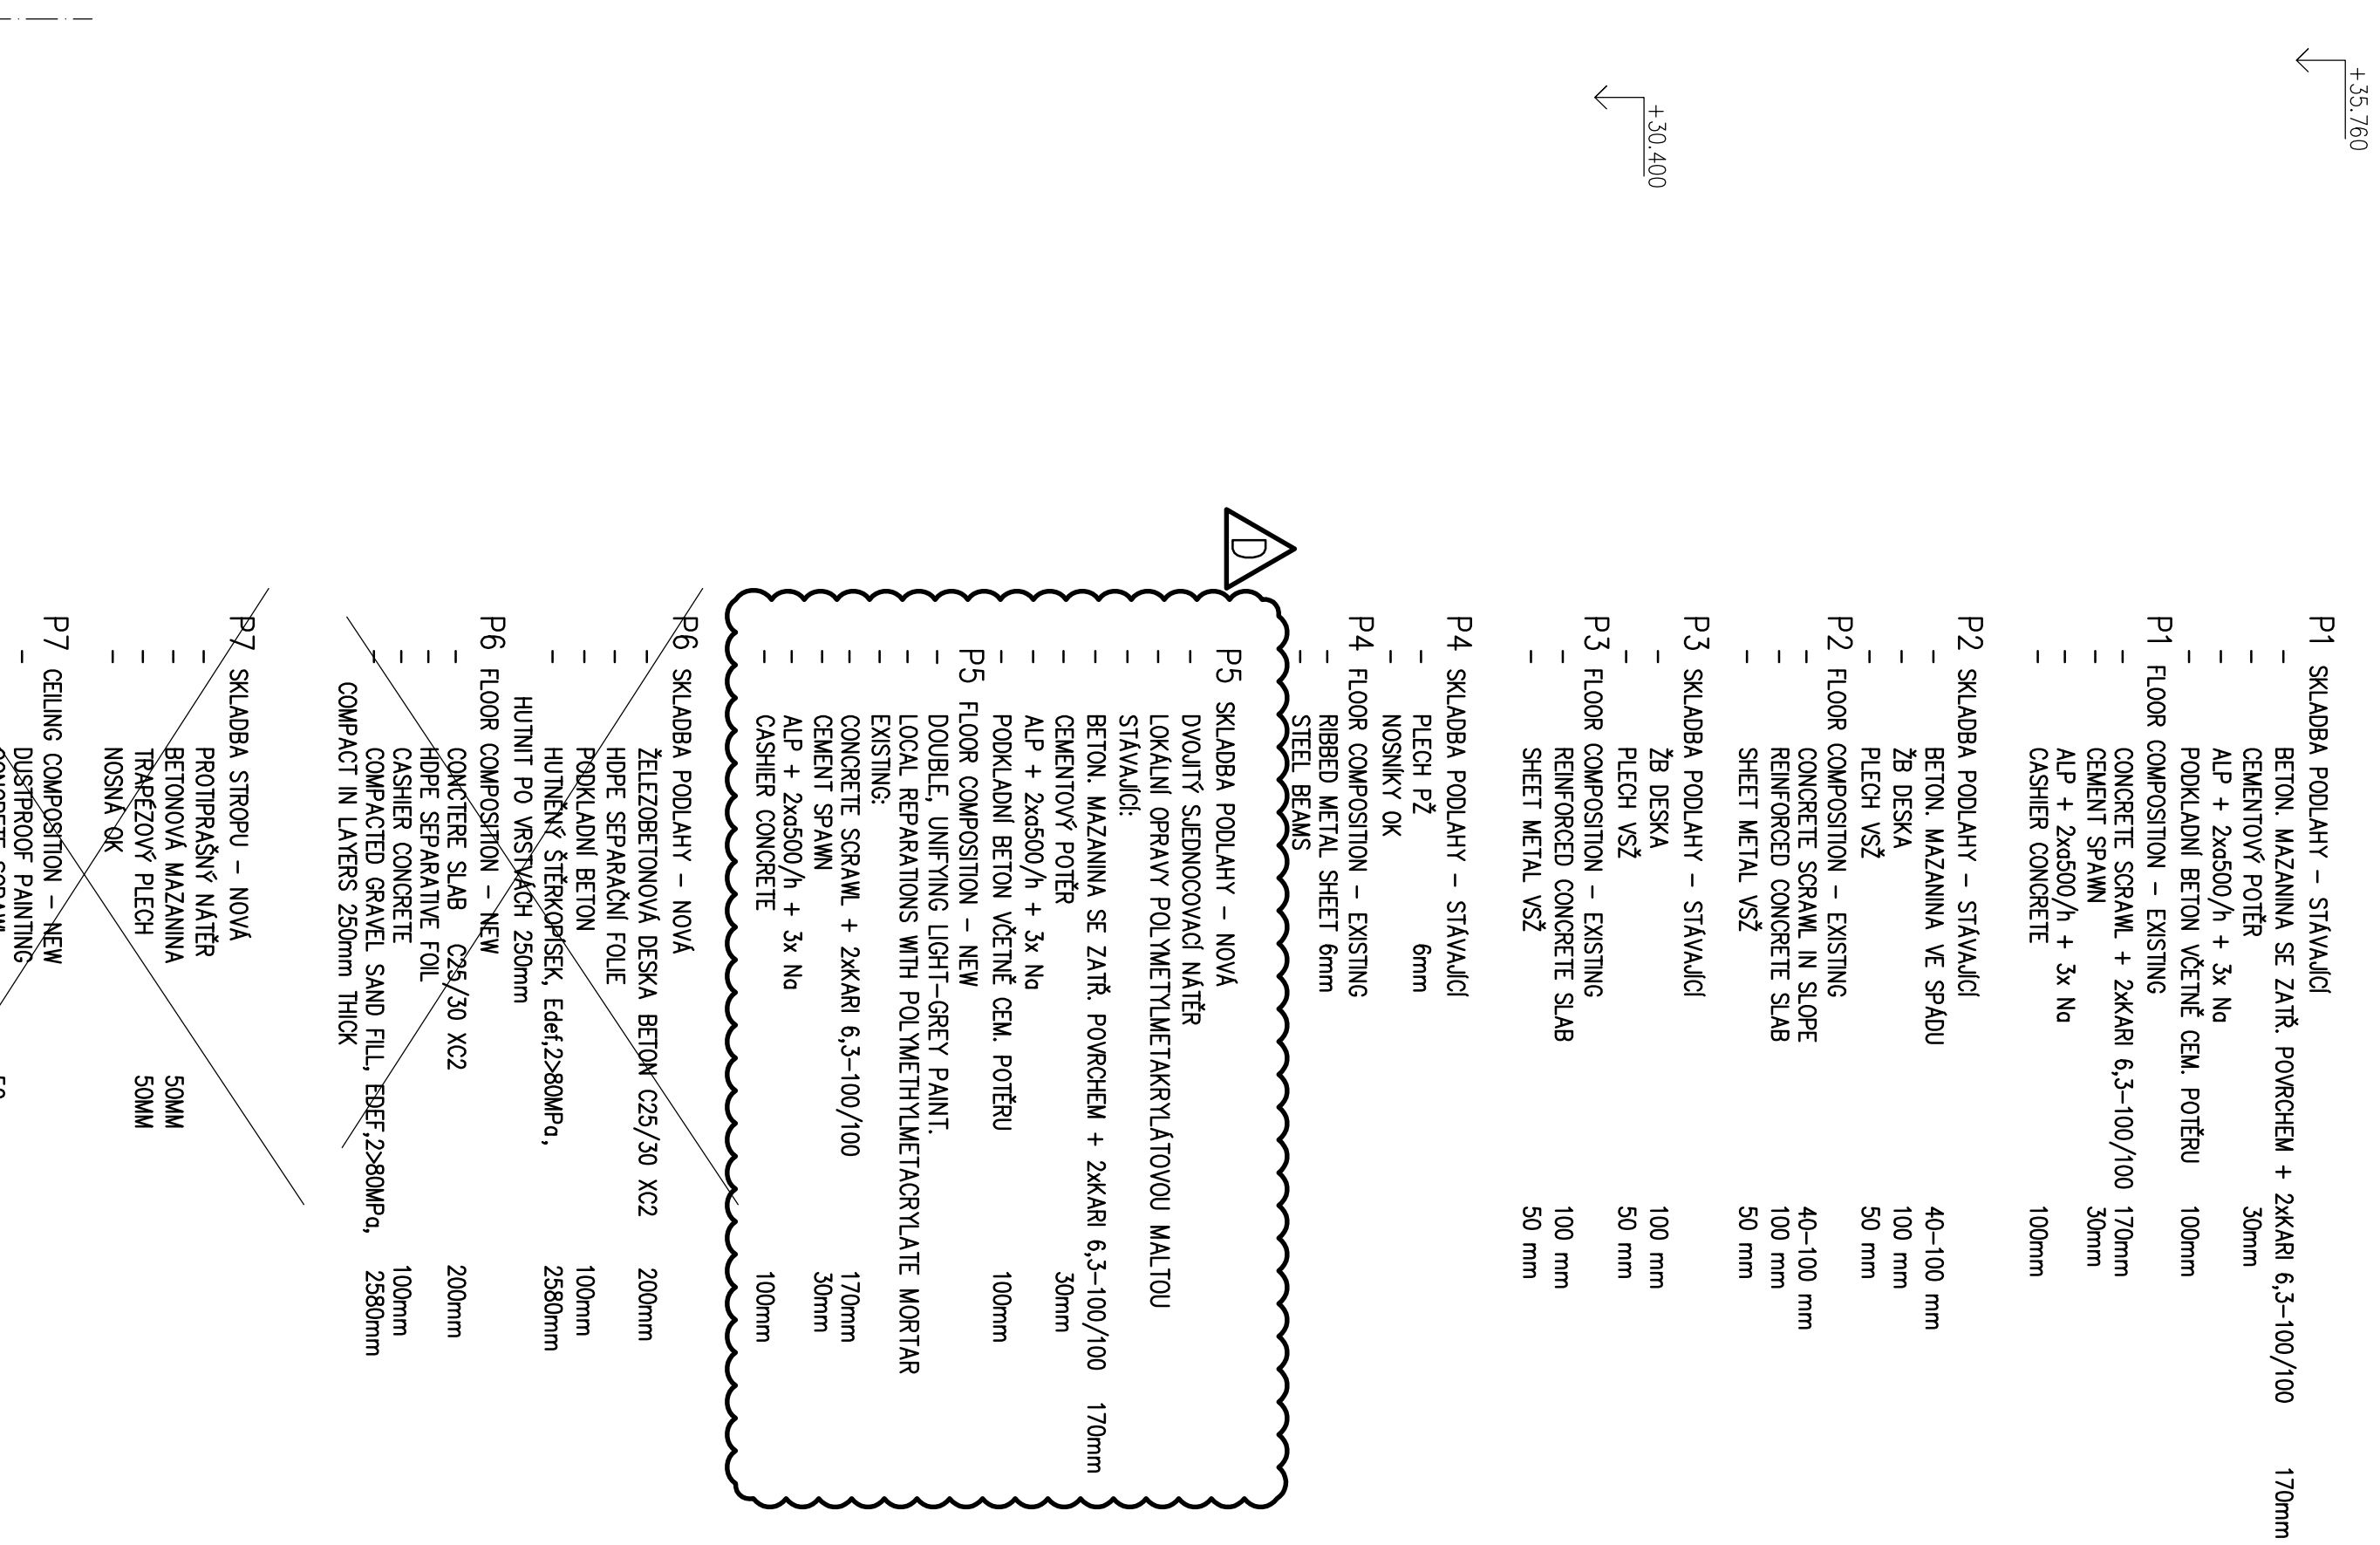 +35.760
+30.400
P1 SKLADBA PODLAHY – STÁVAJÍCÍ
- BETON. MAZANINA SE ZATŘ. POVRCHEM + 2xKARI 6,3–100/100 170mm
- CEMENTOVÝ POTĚR 30mm
- ALP + 2xa500/h + 3x Na
- PODKLADNÍ BETON VČETNĚ CEM. POTĚRU 100mm
P1 FLOOR COMPOSITION – EXISTING
- CONCRETE SCRAWL + 2xKARI 6,3–100/100 170mm
- CEMENT SPAWN 30mm
- ALP + 2xa500/h + 3x Na
- CASHIER CONCRETE 100mm
P2 SKLADBA PODLAHY – STÁVAJÍCÍ
- BETON. MAZANINA VE SPÁDU 40–100 mm
- ŽB DESKA 100 mm
- PLECH VSŽ 50 mm
P2 FLOOR COMPOSITION – EXISTING
- CONCRETE SCRAWL IN SLOPE 40–100 mm
- REINFORCED CONCRETE SLAB 100 mm
- SHEET METAL VSŽ 50 mm
P3 SKLADBA PODLAHY – STÁVAJÍCÍ
- ŽB DESKA 100 mm
- PLECH VSŽ 50 mm
P3 FLOOR COMPOSITION – EXISTING
- REINFORCED CONCRETE SLAB 100 mm
- SHEET METAL VSŽ 50 mm
P4 SKLADBA PODLAHY – STÁVAJÍCÍ
- PLECH PŽ 6mm
- NOSNÍKY OK
P4 FLOOR COMPOSITION – EXISTING
- RIBBED METAL SHEET 6mm
- STEEL BEAMS
D
P5 SKLADBA PODLAHY – NOVÁ
- DVOJITÝ SJEDNOCOVACÍ NÁTĚR
- LOKÁLNÍ OPRAVY POLYMETYLMETAKRYLÁTOVOU MALTOU
- STÁVAJÍCÍ:
- BETON. MAZANINA SE ZATŘ. POVRCHEM + 2xKARI 6,3–100/100 170mm
- CEMENTOVÝ POTĚR 30mm
- ALP + 2xa500/h + 3x Na
- PODKLADNÍ BETON VČETNĚ CEM. POTĚRU 100mm
P5 FLOOR COMPOSITION – NEW
- DOUBLE, UNIFYING LIGHT–GREY PAINT.
- LOCAL REPARATIONS WITH POLYMETHYLMETACRYLATE MORTAR
- EXISTING:
- CONCRETE SCRAWL + 2xKARI 6,3–100/100 170mm
- CEMENT SPAWN 30mm
- ALP + 2xa500/h + 3x Na
- CASHIER CONCRETE 100mm
P6 SKLADBA PODLAHY – NOVÁ
- ŽELEZOBETONOVÁ DESKA BETON C25/30 XC2 200mm
- HDPE SEPARAČNÍ FOLIE
- PODKLADNÍ BETON 100mm
- HUTNĚNÝ ŠTĚRKOPÍSEK, Edef,2>80MPa, 2580mm
HUTNIT PO VRSTVÁCH 250mm
P6 FLOOR COMPOSITION – NEW
- CONCTERE SLAB C25/30 XC2 200mm
- HDPE SEPARATIVE FOIL
- CASHIER CONCRETE 100mm
- COMPACTED GRAVEL SAND FILL, EDEF,2>80MPa, 2580mm
COMPACT IN LAYERS 250mm THICK
P7 SKLADBA STROPU – NOVÁ
- PROTIPRAŠNÝ NÁTĚR
- BETONOVÁ MAZANINA 50MM
- TRAPÉZOVÝ PLECH 50MM
- NOSNÁ OK
P7 CEILING COMPOSITION – NEW
- DUSTPROOF PAINTING